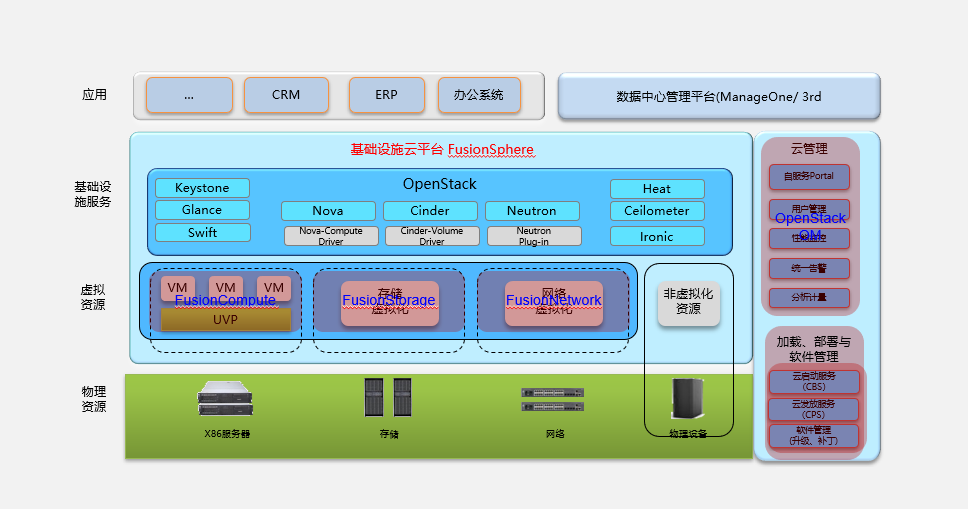 应用
...
CRM
ERP
办公系统
数据中心管理平台(ManageOne/ 3rd
基础设
施服务
基础设施云平台 FusionSphere
OpenStack
Keystone
Glance
Swift
Nova
Cinder
Neutron
Nova-Compute
Driver
Cinder-Volume
Driver
Neutron
Plug-in
Heat
Ceilometer
Ironic
虚拟
资源
VM
VM
VM
FusionCompute
UVP
存储
虚拟化
FusionStorage
网络
虚拟化
FusionNetwork
非虚拟化
资源
物理
资源
X86服务器
存储
网络
物理设备
云管理
自服务Portal
用户管理
OpenStack
OM
性能监控
统一告警
分析计量
加载、部署与
软件管理
云启动服务
(CBS)
云发放服务
(CPS)
软件管理
(升级、补丁)